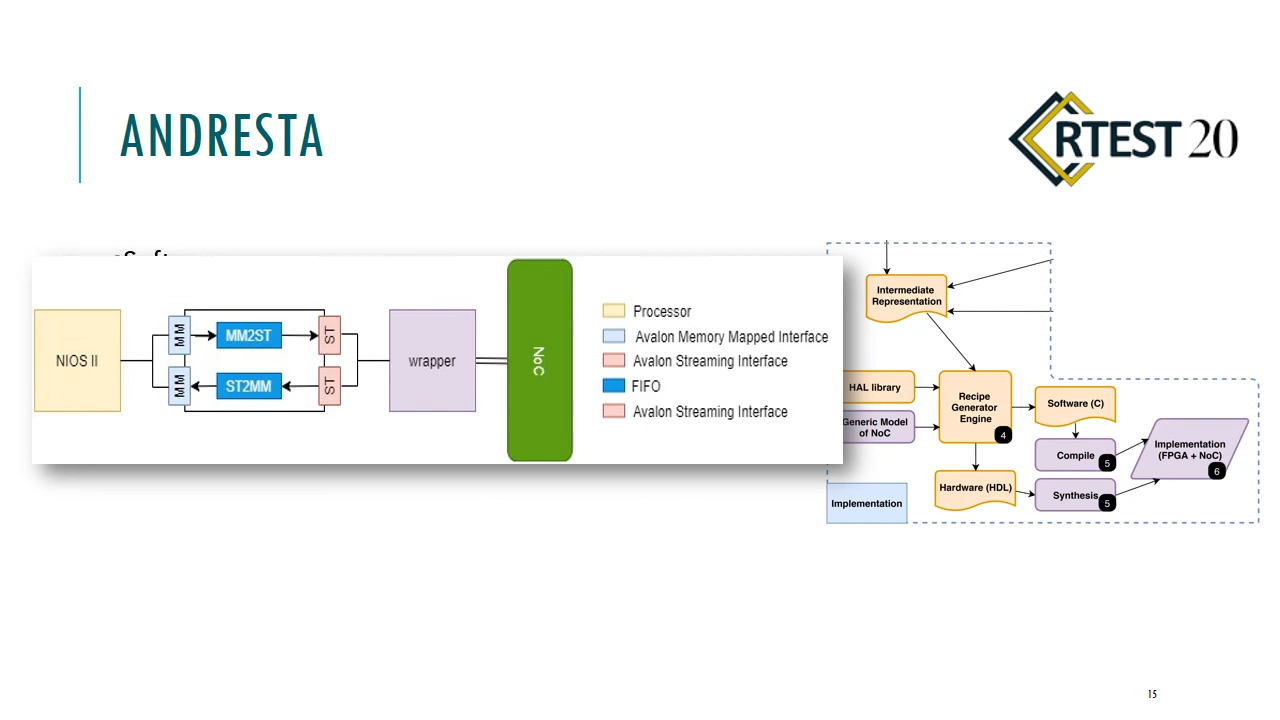 ANDRESTA
RTEST 20
NIOS II
MM
MM
MM2ST
ST2MM
ST
ST
wrapper
NoC
Processor
Avalon Memory Mapped Interface
Avalon Streaming Interface
FIFO
Avalon Streaming Interface
Intermediate
Representation
HAL library
Generic Model
of NoC
Recipe
Generator
Engine
4
Software (C)
Compile
5
Hardware (HDL)
Synthesis
5
Implementation
(FPGA + NoC)
6
Implementation
15